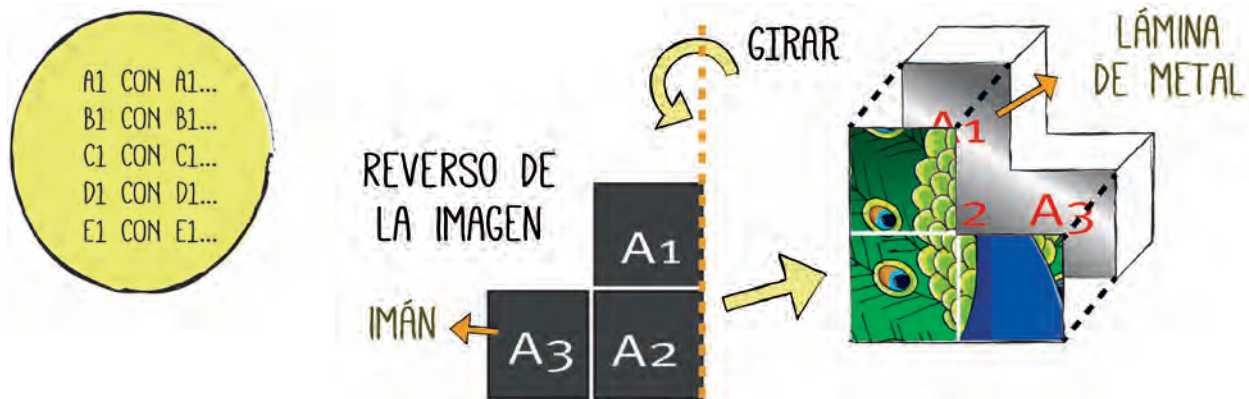 A1 CON A1...
B1 CON B1...
C1 CON C1...
D1 CON D1...
E1 CON E1...
REVERSO DE
LA IMAGEN
IMÁN
A1
A3
A2
GIRAR
LÁMINA
DE METAL
A1
2
A3